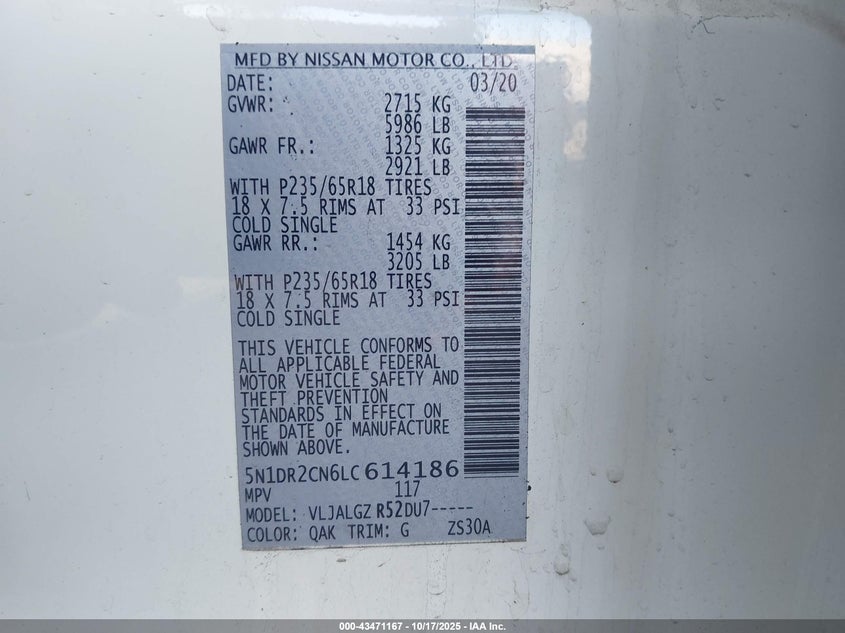 MFD BY NISSAN MOTOR CO., LTD.
DATE: 03/20
GVWR: 2715 KG
5986 LB
GAWR FR.: 1325 KG
2921 LB
WITH P235/65R18 TIRES
18 X 7.5 RIMS AT 33 PSI
COLD SINGLE
GAWR RR.: 1454 KG
3205 LB
WITH P235/65R18 TIRES
18 X 7.5 RIMS AT 33 PSI
COLD SINGLE
THIS VEHICLE CONFORMS TO
ALL APPLICABLE FEDERAL
MOTOR VEHICLE SAFETY AND
THEFT PREVENTION
STANDARDS IN EFFECT ON
THE DATE OF MANUFACTURE
SHOWN ABOVE.
5N1DR2CN6LC614186
MPV 117
MODEL: VLJALGZ R52DU7-----
COLOR: QAK TRIM: G ZS30A
000-43471167 - 10/17/2025 - IAA Inc.